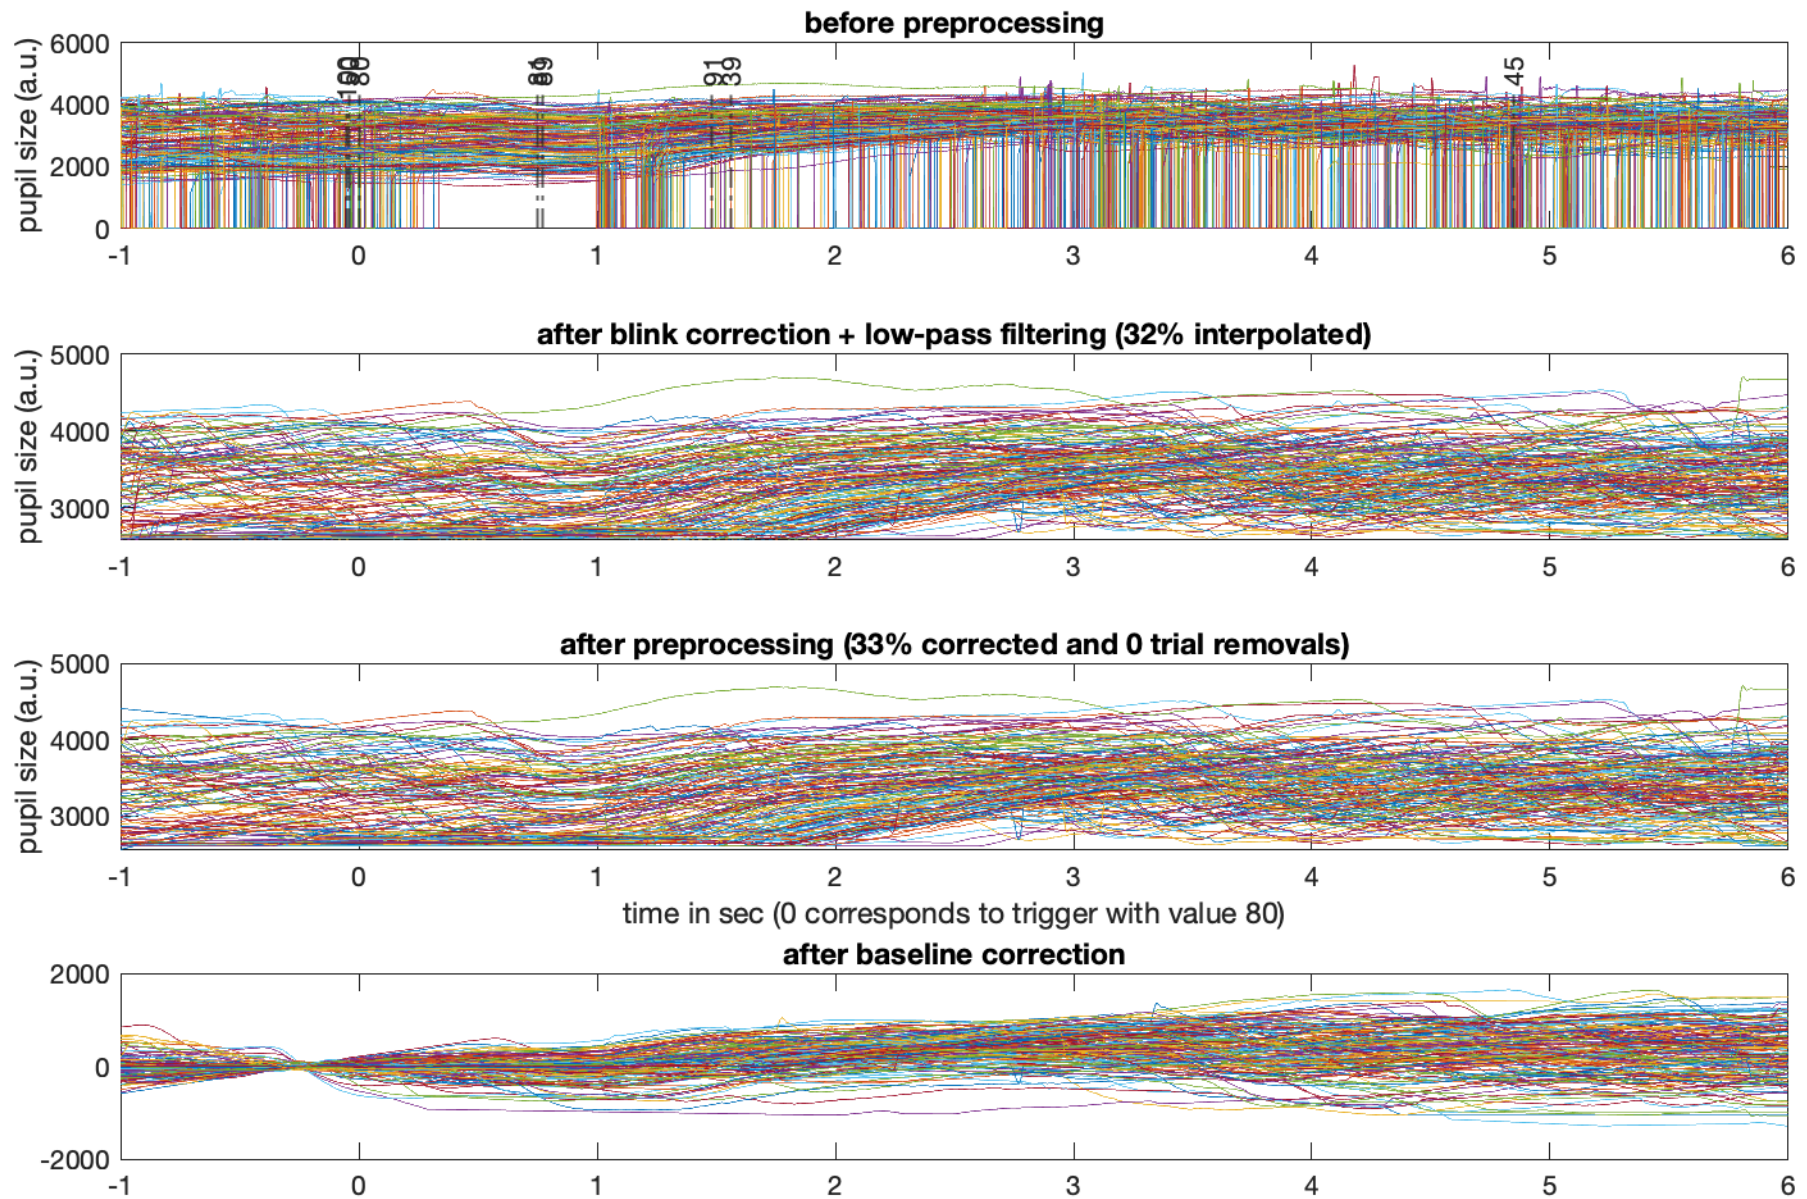 before preprocessing
pupil size (a.u.)
6000
4000
2000
0
80
89
91
39
45
-1 0 1 2 3 4 5 6
after blink correction + low-pass filtering (32% interpolated)
pupil size (a.u.)
5000
4000
3000
-1 0 1 2 3 4 5 6
after preprocessing (33% corrected and 0 trial removals)
pupil size (a.u.)
5000
4000
3000
-1 0 1 2 3 4 5 6
time in sec (0 corresponds to trigger with value 80)
after baseline correction
2000
0
-2000
-1 0 1 2 3 4 5 6